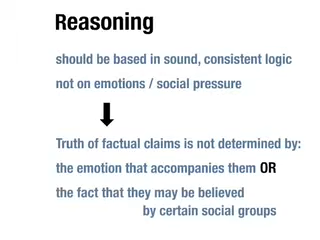 Reasoning
should be based in sound, consistent logic
not on emotions / social pressure
Truth of factual claims is not determined by:
the emotion that accompanies them OR
the fact that they may be believed
by certain social groups